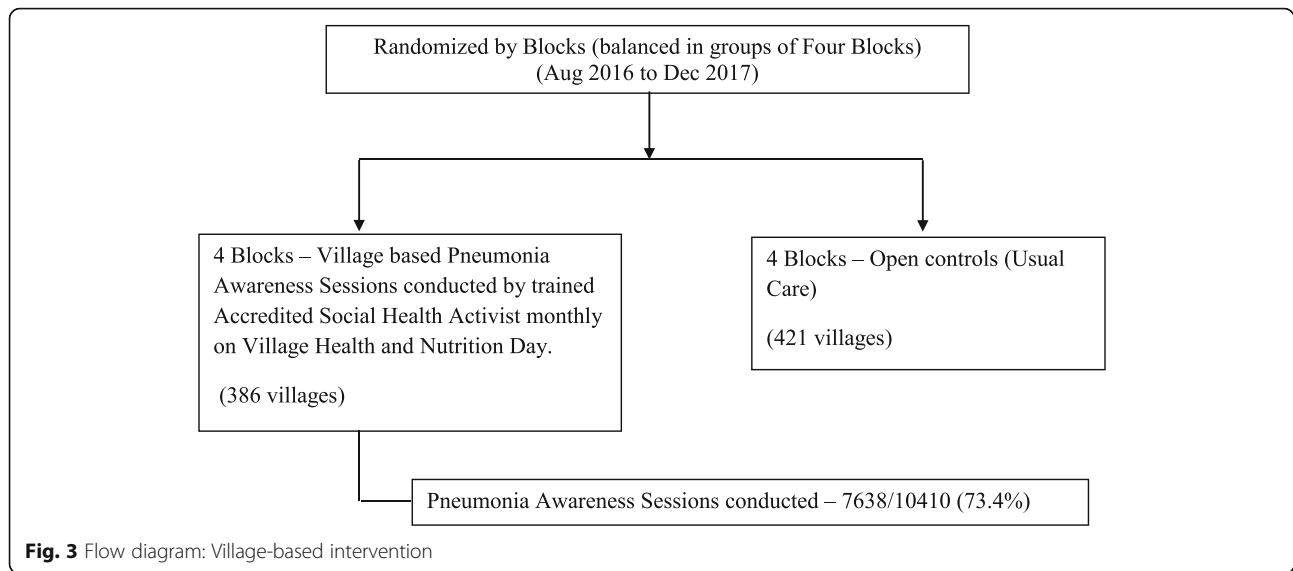 Randomized by Blocks (balanced in groups of Four Blocks)
(Aug 2016 to Dec 2017)
4 Blocks – Village based Pneumonia
Awareness Sessions conducted by trained
Accredited Social Health Activist monthly
on Village Health and Nutrition Day.
(386 villages)
4 Blocks – Open controls (Usual
Care)
(421 villages)
Pneumonia Awareness Sessions conducted – 7638/10410 (73.4%)
Fig. 3 Flow diagram: Village-based intervention